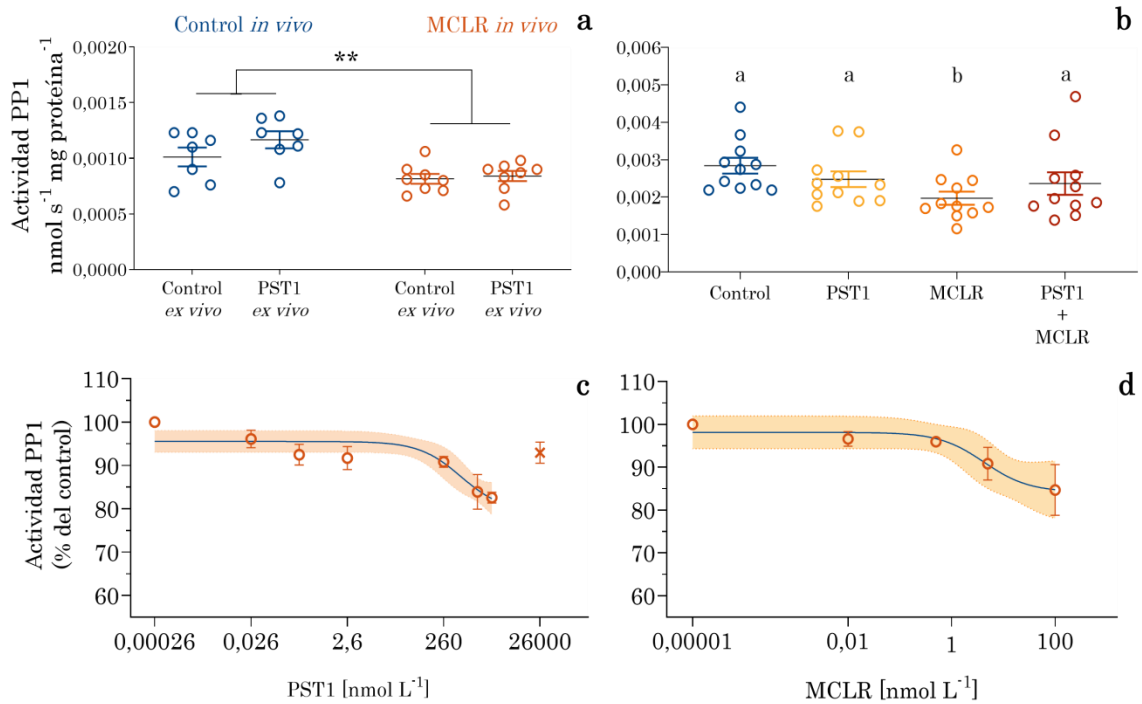 Control in vivo
MCLR in vivo
a
Actividad PP1
nmol s⁻¹ mg proteína⁻¹
0,0020
0,0015
0,0010
0,0005
0,0000
**
Control
ex vivo
PST1
ex vivo
Control
ex vivo
PST1
ex vivo
b
0,006
0,005
0,004
0,003
0,002
0,001
0,000
a
a
b
a
Control
PST1
MCLR
PST1
+
MCLR
c
Actividad PP1
(% del control)
110
100
90
80
70
60
0,00026
0,026
2,6
260
26000
PST1 [nmol L⁻¹]
d
110
100
90
80
70
60
0,00001
0,01
1
100
MCLR [nmol L⁻¹]